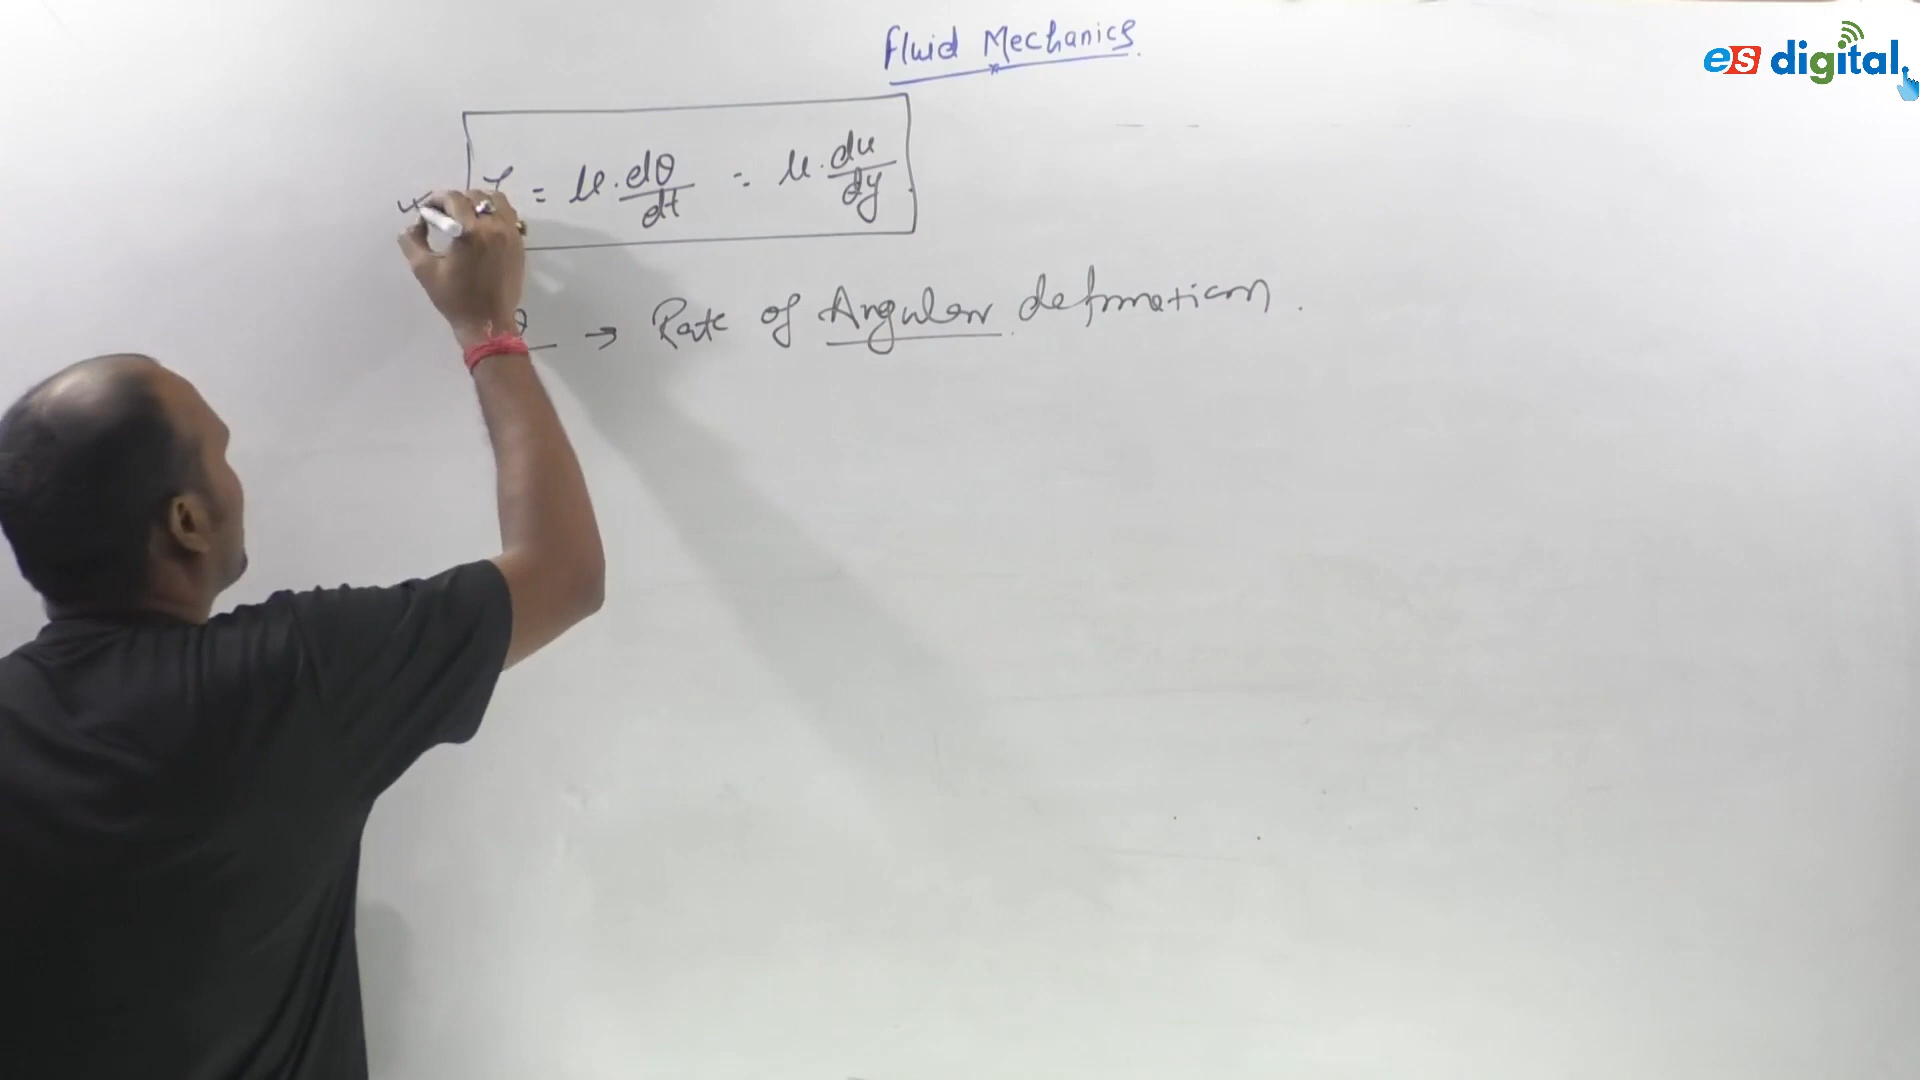 Fluid Mechanics.
es digital.
τ = μ . dθ/dt = μ . du/dy
θ → Rate of Angular deformation.